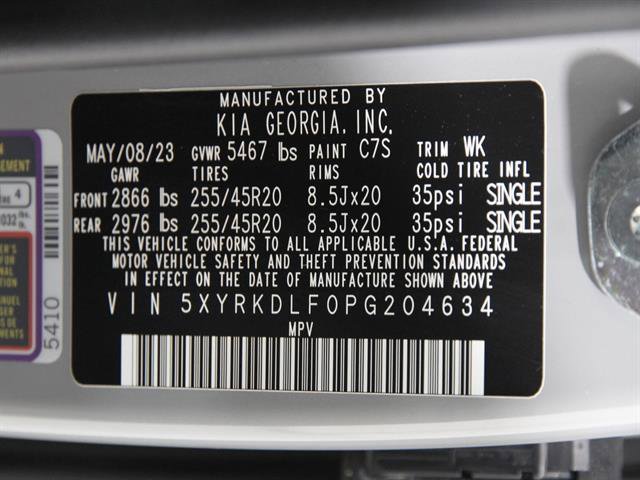 MANUFACTURED BY
KIA GEORGIA, INC.
MAY/08/23 GVWR 5467 lbs PAINT C7S TRIM WK
GAWR TIRES RIMS COLD TIRE INFL
FRONT 2866 lbs 255/45R20 8.5Jx20 35psi SINGLE
REAR 2976 lbs 255/45R20 8.5Jx20 35psi SINGLE
THIS VEHICLE CONFORMS TO ALL APPLICABLE U.S.A. FEDERAL
MOTOR VEHICLE SAFETY AND THEFT PREVENTION STANDARDS
IN EFFECT ON THE DATE OF MANUFACTURE SHOWN ABOVE.
VIN 5XYRKDLF0PG204634
MPV
4
5410